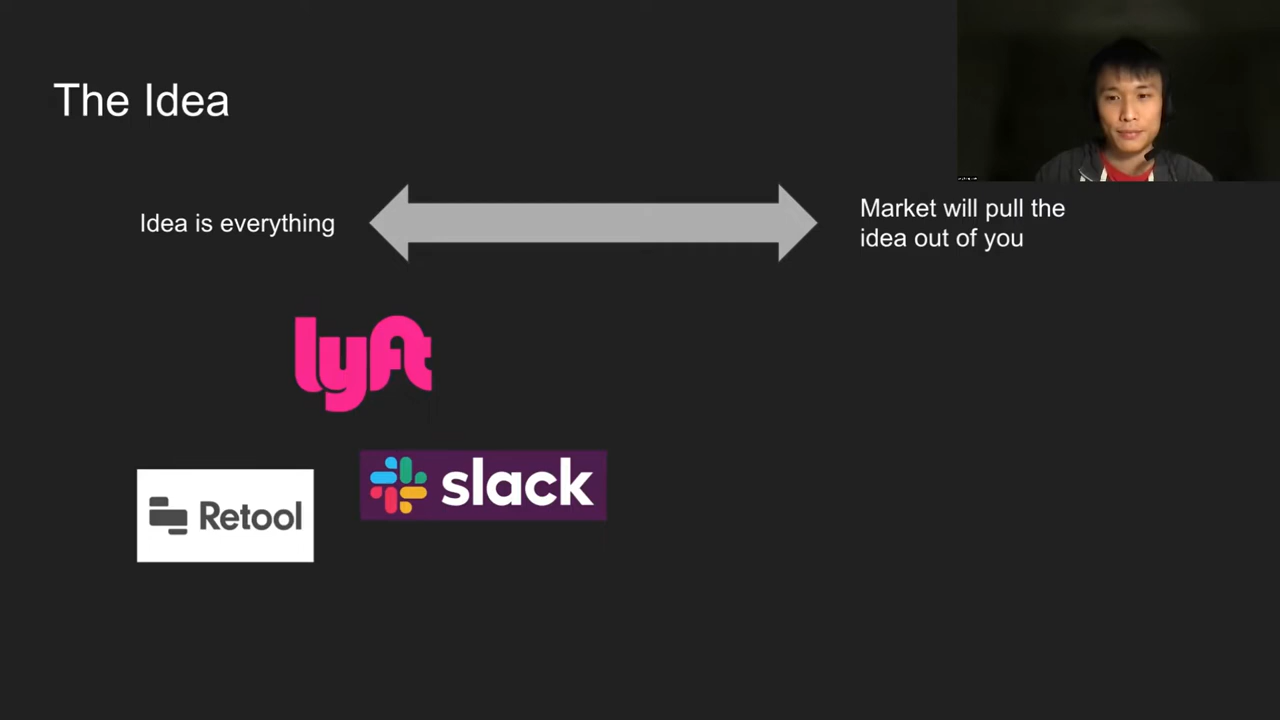 The Idea
Idea is everything
Market will pull the
idea out of you
lyft
slack
Retool